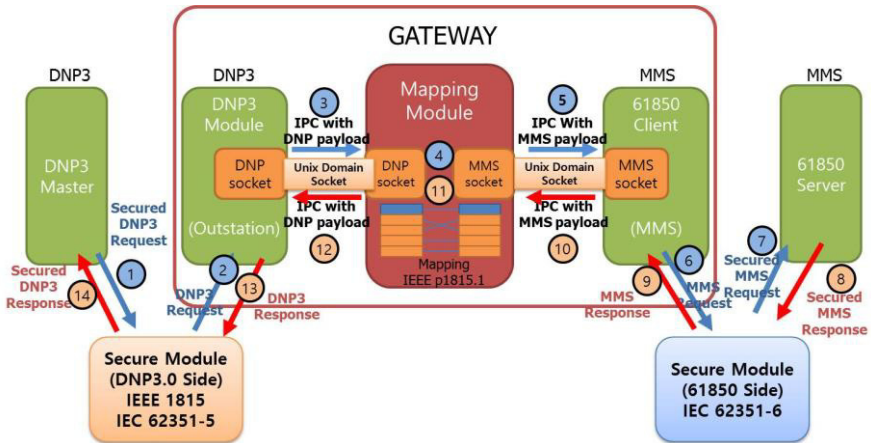 GATEWAY
DNP3
DNP3
MMS
MMS
DNP3
Master
DNP3
Module
DNP
socket
(Outstation)
3
IPC with
DNP payload
Unix Domain
Socket
IPC with
DNP payload
12
Mapping
Module
DNP
socket
4
11
MMS
socket
Mapping
IEEE p1815.1
5
IPC With
MMS payload
Unix Domain
Socket
IPC with
MMS payload
10
61850
Client
MMS
socket
(MMS)
61850
Server
Secured
DNP3
Request
1
Secured
DNP3
Response
14
2
DNP3
Request
13
DNP3
Response
9
MMS
Response
6
MMS
Request
7
Secured
MMS
Request
8
Secured
MMS
Response
Secure Module
(DNP3.0 Side)
IEEE 1815
IEC 62351-5
Secure Module
(61850 Side)
IEC 62351-6